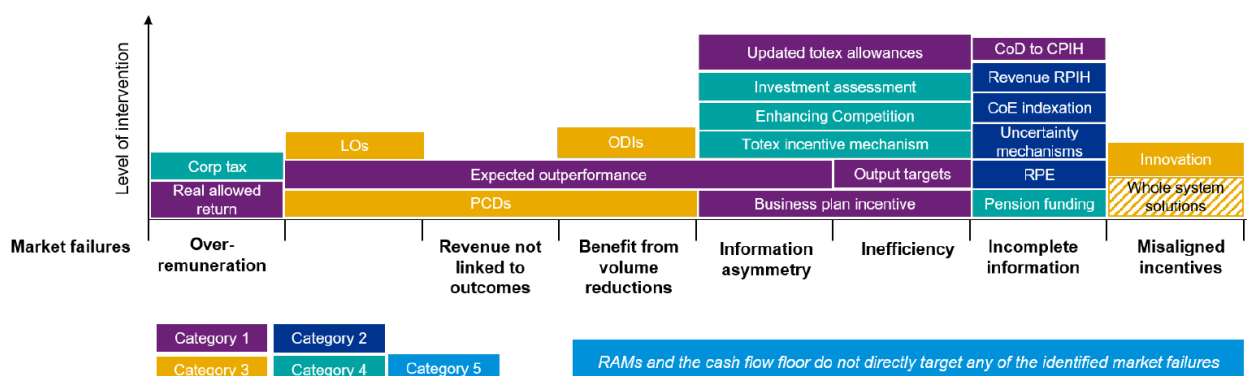 Level of intervention
Updated totex allowances
CoD to CPIH
Investment assessment
Revenue RPIH
Enhancing Competition
CoE indexation
LOs
ODIs
Totex incentive mechanism
Uncertainty
mechanisms
Corp tax
Expected outperformance
Output targets
RPE
Innovation
Real allowed
return
PCDs
Business plan incentive
Pension funding
Whole system
solutions
Market failures
Over-
remuneration
Revenue not
linked to
outcomes
Benefit from
volume
reductions
Information
asymmetry
Inefficiency
Incomplete
information
Misaligned
incentives
Category 1
Category 2
Category 3
Category 4
Category 5
RAMs and the cash flow floor do not directly target any of the identified market failures